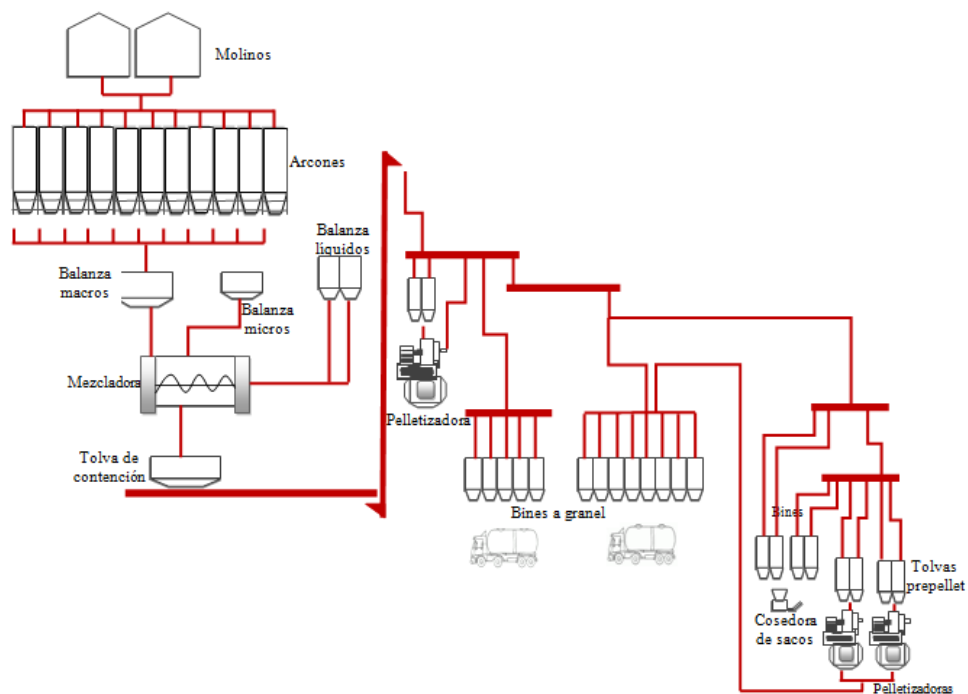 Molinos
Arcones
Balanza
líquidos
Balanza
macros
Balanza
micros
Mezcladora
Pelletizadora
Tolva de
contención
Bines a granel
Bines
Tolvas
prepellet
Cosedora
de sacos
Pelletizadoras